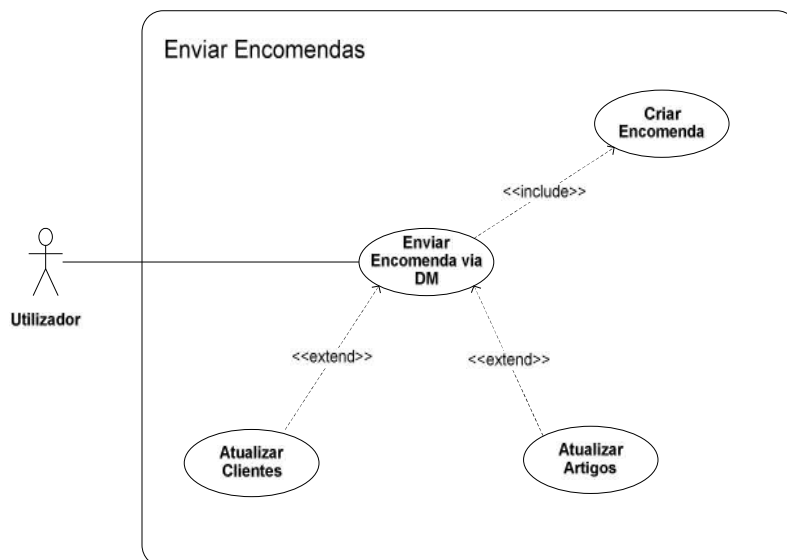 Enviar Encomendas
Criar
Encomenda
<<include>>
Enviar
Encomenda via
DM
Utilizador
<<extend>>
<<extend>>
Atualizar
Clientes
Atualizar
Artigos